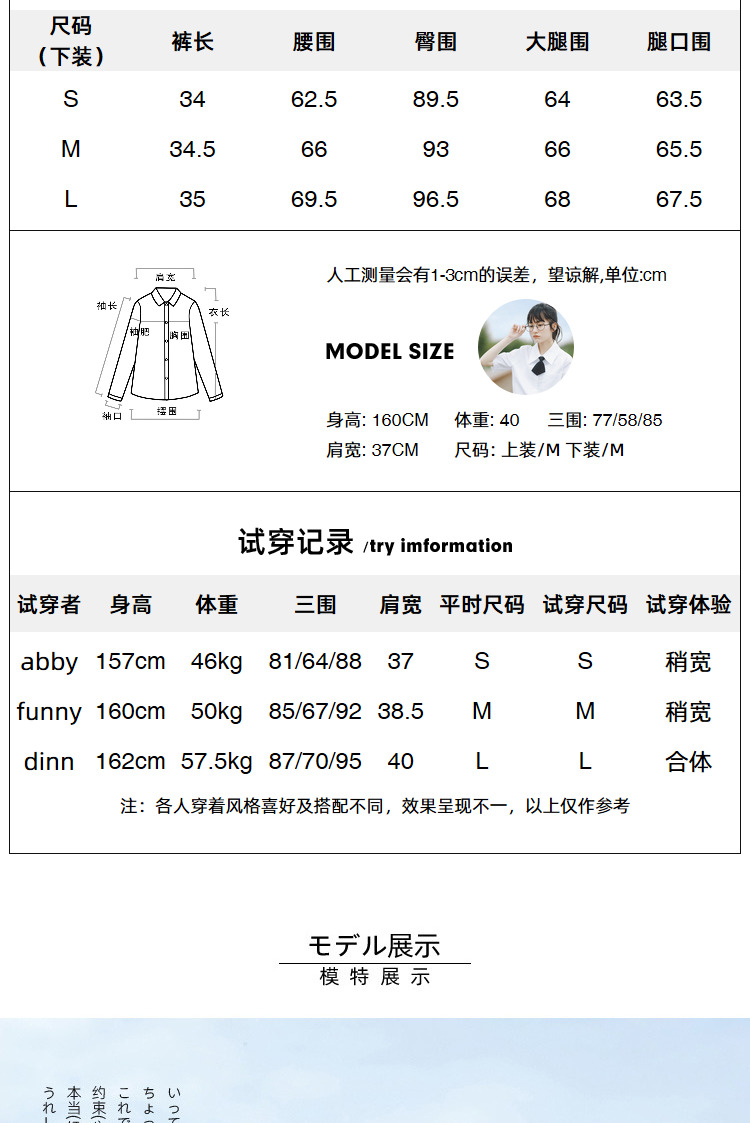 尺码
（下装） 裤长 腰围 臀围 大腿围 腿口围
S 34 62.5 89.5 64 63.5
M 34.5 66 93 66 65.5
L 35 69.5 96.5 68 67.5
肩宽
袖长 衣长
袖肥 胸围
袖口 摆围
人工测量会有1-3cm的误差，望谅解,单位:cm
MODEL SIZE
身高: 160CM 体重: 40 三围: 77/58/85
肩宽: 37CM 尺码: 上装/M 下装/M
试穿记录 /try imformation
试穿者 身高 体重 三围 肩宽 平时尺码 试穿尺码 试穿体验
abby 157cm 46kg 81/64/88 37 S S 稍宽
funny 160cm 50kg 85/67/92 38.5 M M 稍宽
dinn 162cm 57.5kg 87/70/95 40 L L 合体
注：各人穿着风格喜好及搭配不同，效果呈现不一，以上仅作参考
モデル展示
模特展示
いって
ちょっ
これで
约束
本当
うれ